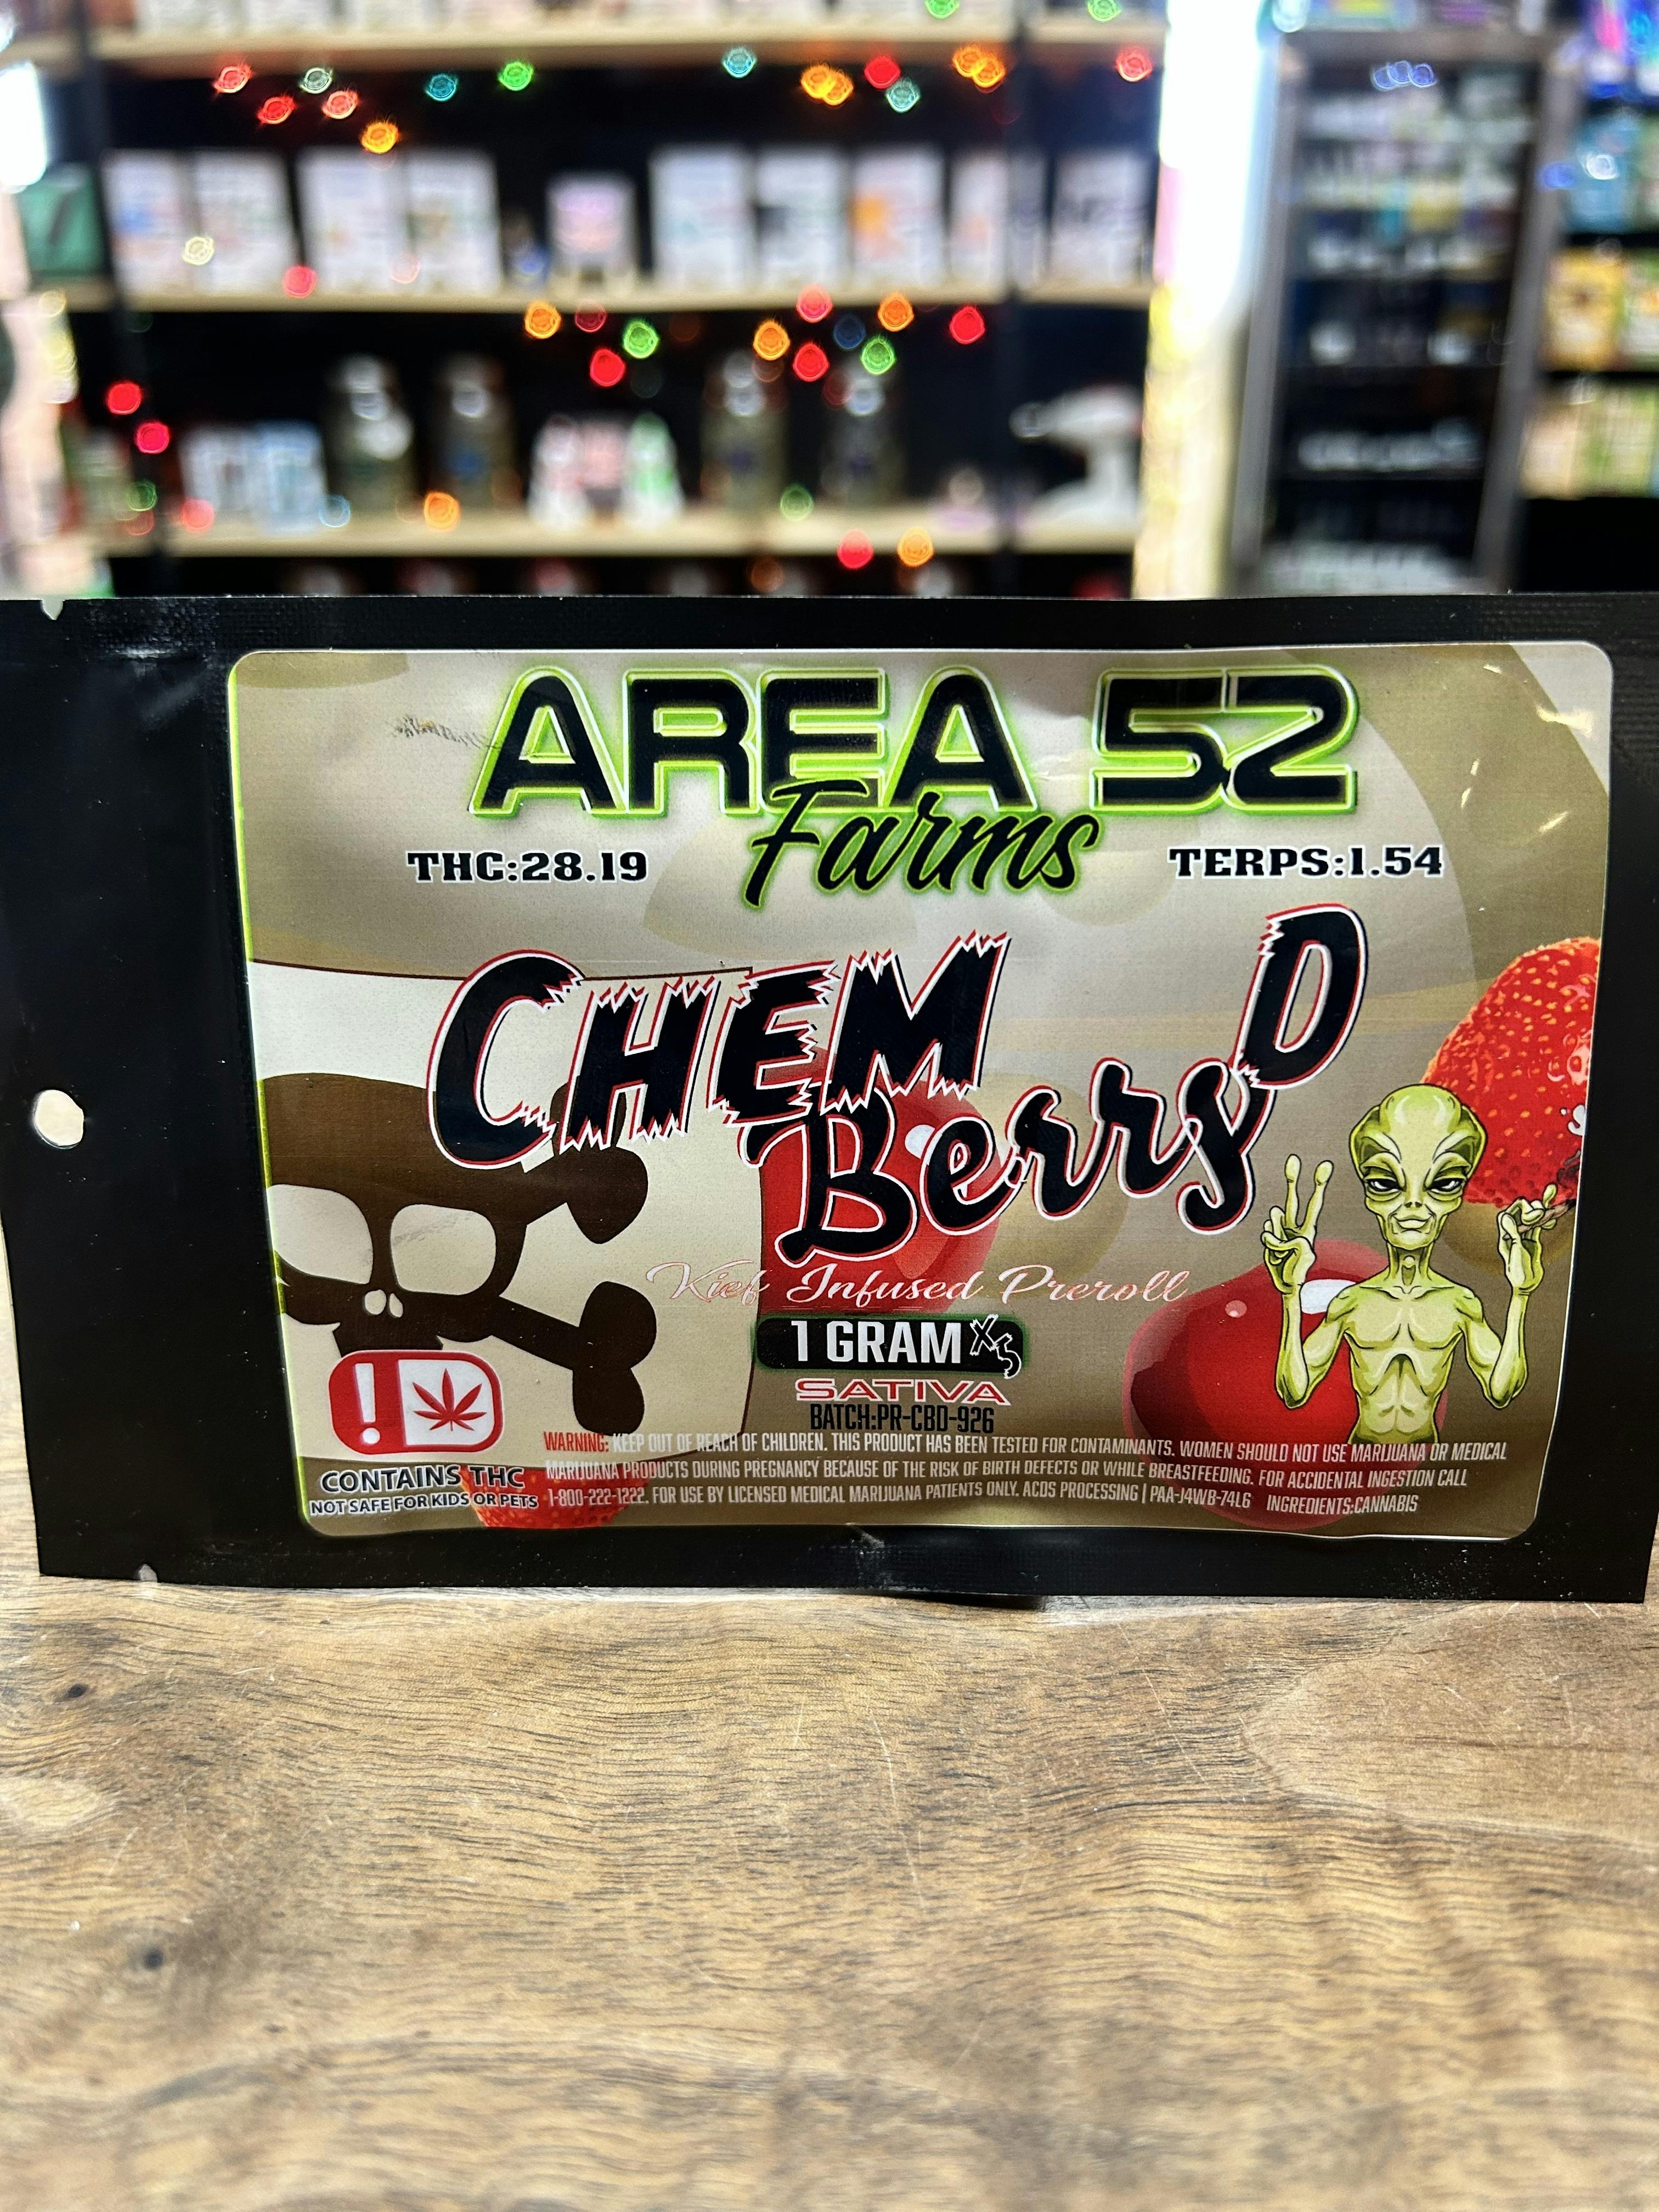 AREA 52
Farms
THC:28.19
TERPS:1.54
CHEM D
Berry
Kief Infused Preroll
1 GRAM X5
SATIVA
BATCH:PR-CBD-926
WARNING: KEEP OUT OF REACH OF CHILDREN. THIS PRODUCT HAS BEEN TESTED FOR CONTAMINANTS. WOMEN SHOULD NOT USE MARIJUANA OR MEDICAL
MARIJUANA PRODUCTS DURING PREGNANCY BECAUSE OF THE RISK OF BIRTH DEFECTS OR WHILE BREASTFEEDING. FOR ACCIDENTAL INGESTION CALL
1-800-222-1222. FOR USE BY LICENSED MEDICAL MARIJUANA PATIENTS ONLY. ACDS PROCESSING | PAA-J4WB-74L6 INGREDIENTS:CANNABIS
!
CONTAINS THC
NOT SAFE FOR KIDS OR PETS